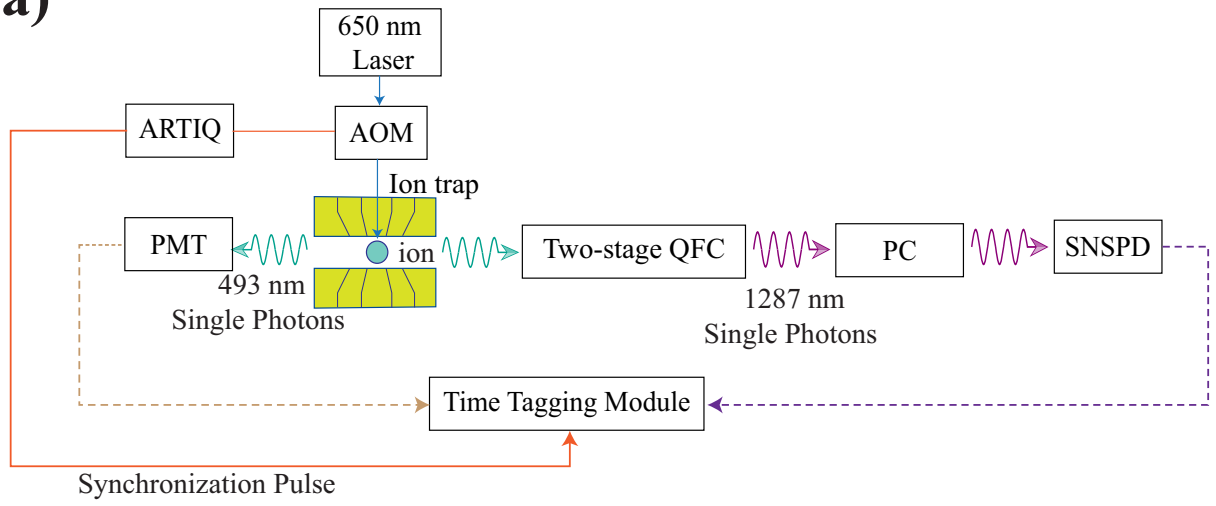 a)
650 nm
Laser
ARTIQ
AOM
Ion trap
PMT
ion
Two-stage QFC
PC
SNSPD
493 nm
Single Photons
1287 nm
Single Photons
Time Tagging Module
Synchronization Pulse